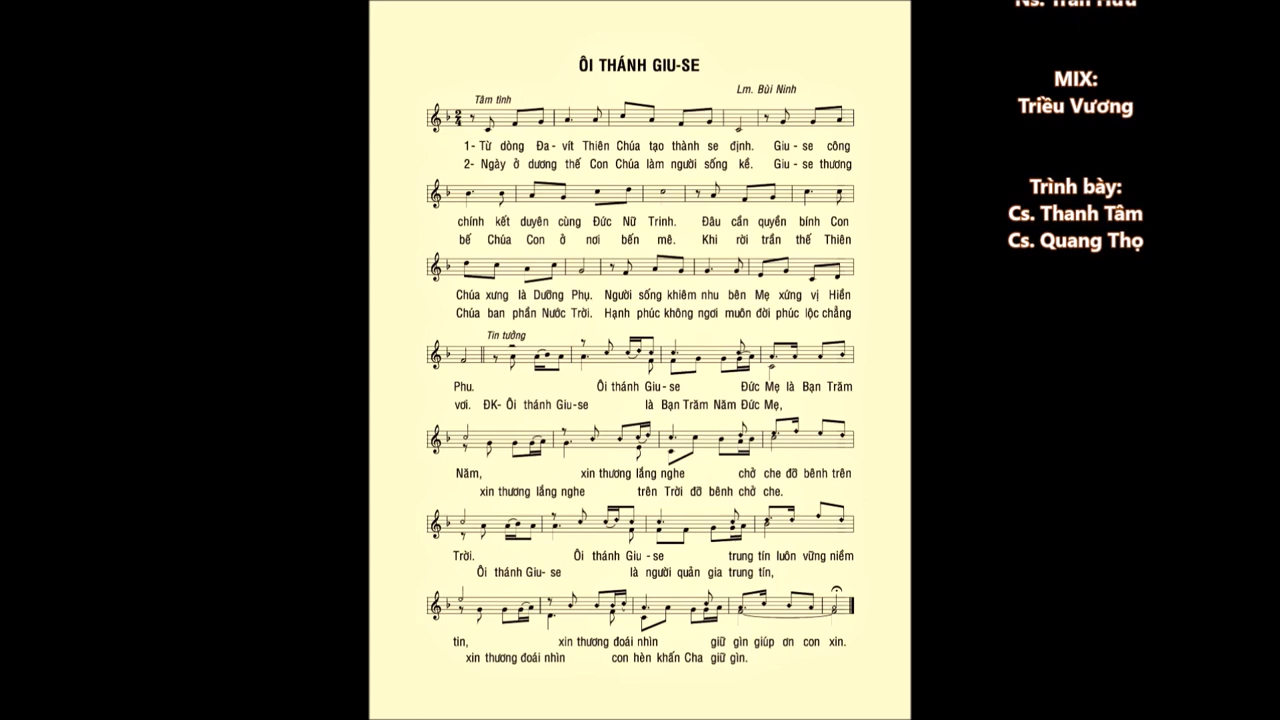 ÔI THÁNH GIU-SE
Lm. Bùi Ninh
Tâm tình
2
4
1- Từ dòng Đa - vít Thiên Chúa tạo thành se định. Giu - se công
2- Ngày ở dương thế Con Chúa làm người sống kề. Giu - se thương
chính kết duyên cùng Đức Nữ Trinh. Đâu cần quyền bính Con
bế Chúa Con ở nơi bến mê. Khi rời trần thế Thiên
Chúa xưng là Dưỡng Phụ. Người sống khiêm nhu bên Mẹ xứng vị Hiền
Chúa ban phần Nước Trời. Hạnh phúc không ngơi muôn đời phúc lộc chẳng
Tin tưởng
Phu. Ôi thánh Giu - se Đức Mẹ là Bạn Trăm
vơi. ĐK- Ôi thánh Giu-se là Bạn Trăm Năm Đức Mẹ,
Năm, xin thương lắng nghe chở che đỡ bênh trên
xin thương lắng nghe trên Trời đỡ bênh chở che.
Trời. Ôi thánh Giu - se trung tín luôn vững niềm
Ôi thánh Giu- se là người quản gia trung tín,
tin, xin thương đoái nhìn giữ gìn giúp ơn con xin.
xin thương đoái nhìn con hèn khấn Cha giữ gìn.
Ns. Trần Hữu
MIX:
Triều Vương
Trình bày:
Cs. Thanh Tâm
Cs. Quang Thọ